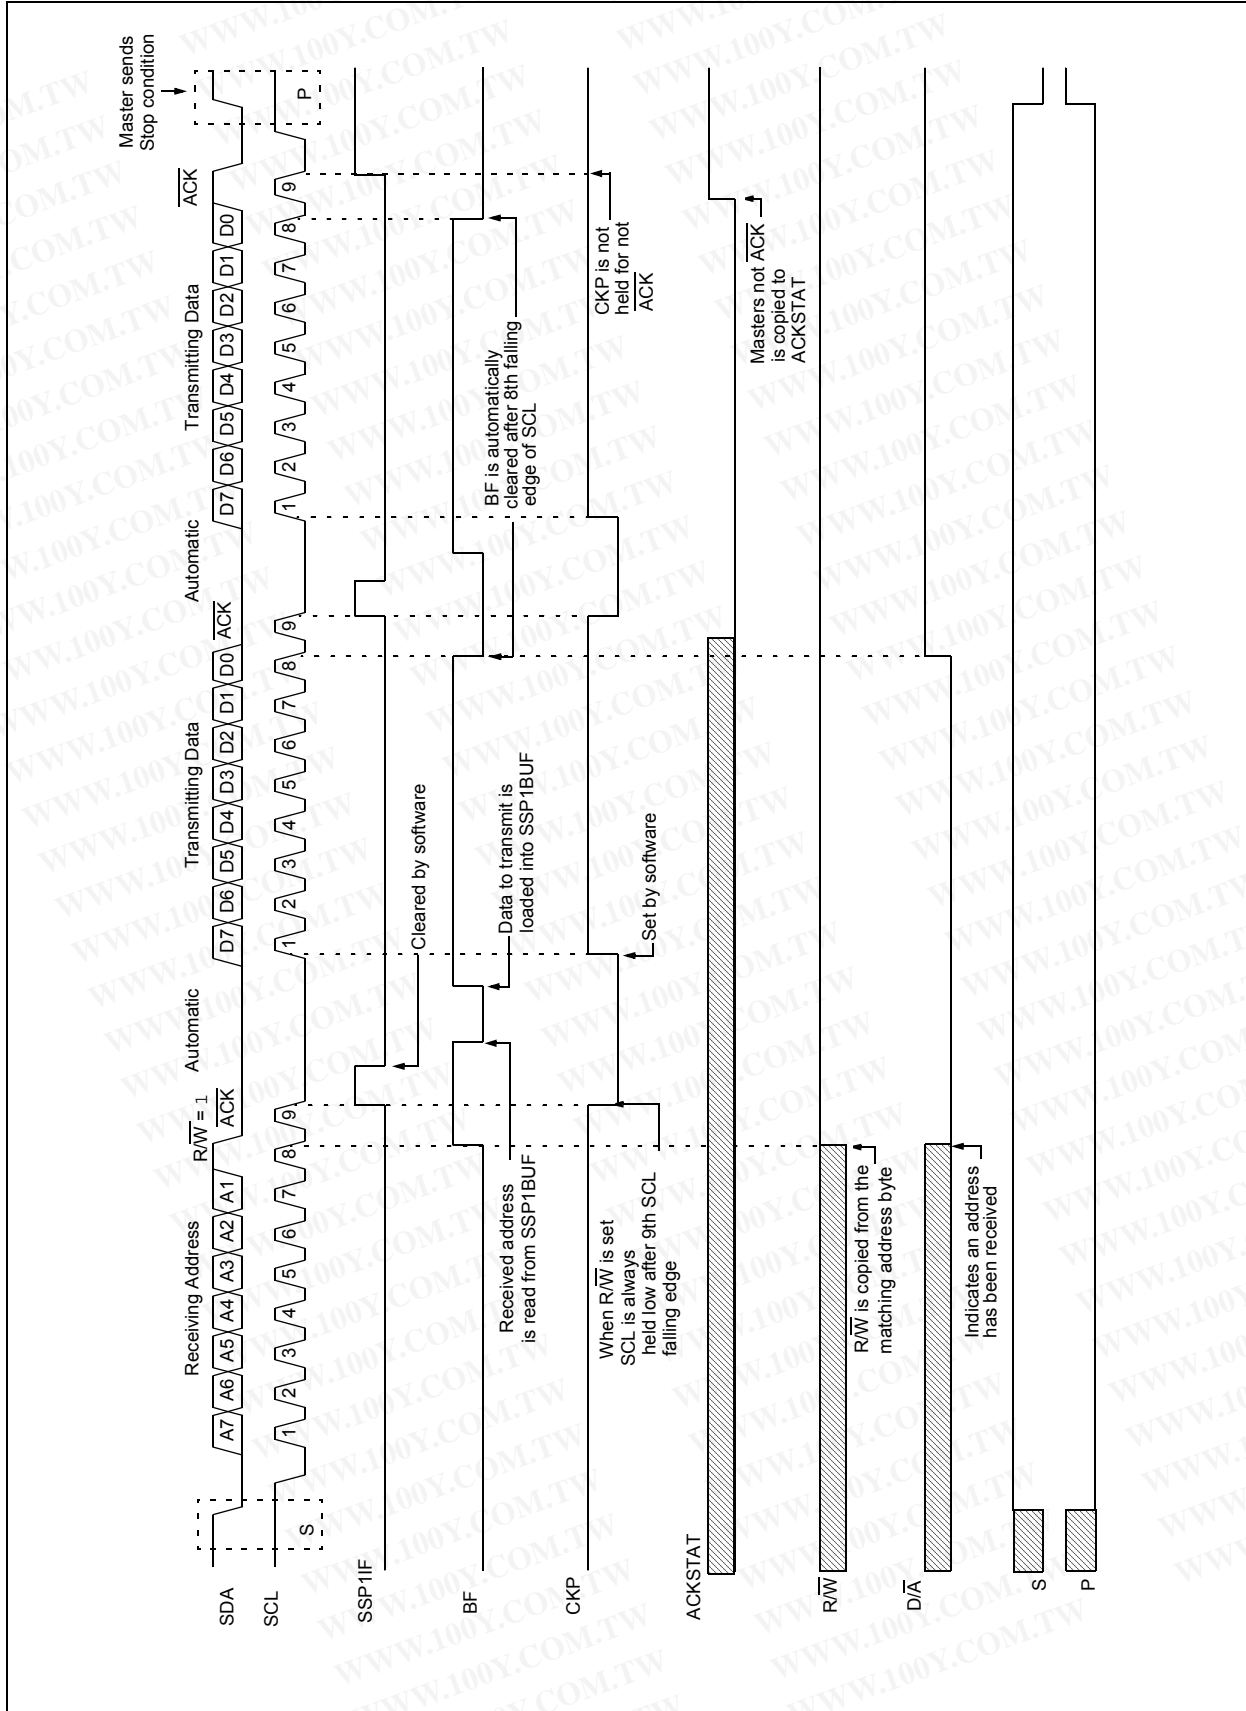 Master sends
Stop condition
Receiving Address
R/W = 1
ACK
Automatic
Transmitting Data
ACK
Automatic
Transmitting Data
ACK
SDA
A7 A6 A5 A4 A3 A2 A1
D7 D6 D5 D4 D3 D2 D1 D0
D7 D6 D5 D4 D3 D2 D1 D0
SCL
S
1 2 3 4 5 6 7 8 9
1 2 3 4 5 6 7 8 9
1 2 3 4 5 6 7 8 9
P
SSP1IF
Cleared by software
BF
Received address
is read from SSP1BUF
Data to transmit is
loaded into SSP1BUF
BF is automatically
cleared after 8th falling
edge of SCL
CKP
When R/W is set
SCL is always
held low after 9th SCL
falling edge
Set by software
CKP is not
held for not
ACK
ACKSTAT
Masters not ACK
is copied to
ACKSTAT
R/W
R/W is copied from the
matching address byte
D/A
Indicates an address
has been received
S
P
WWW.100Y.COM.TW